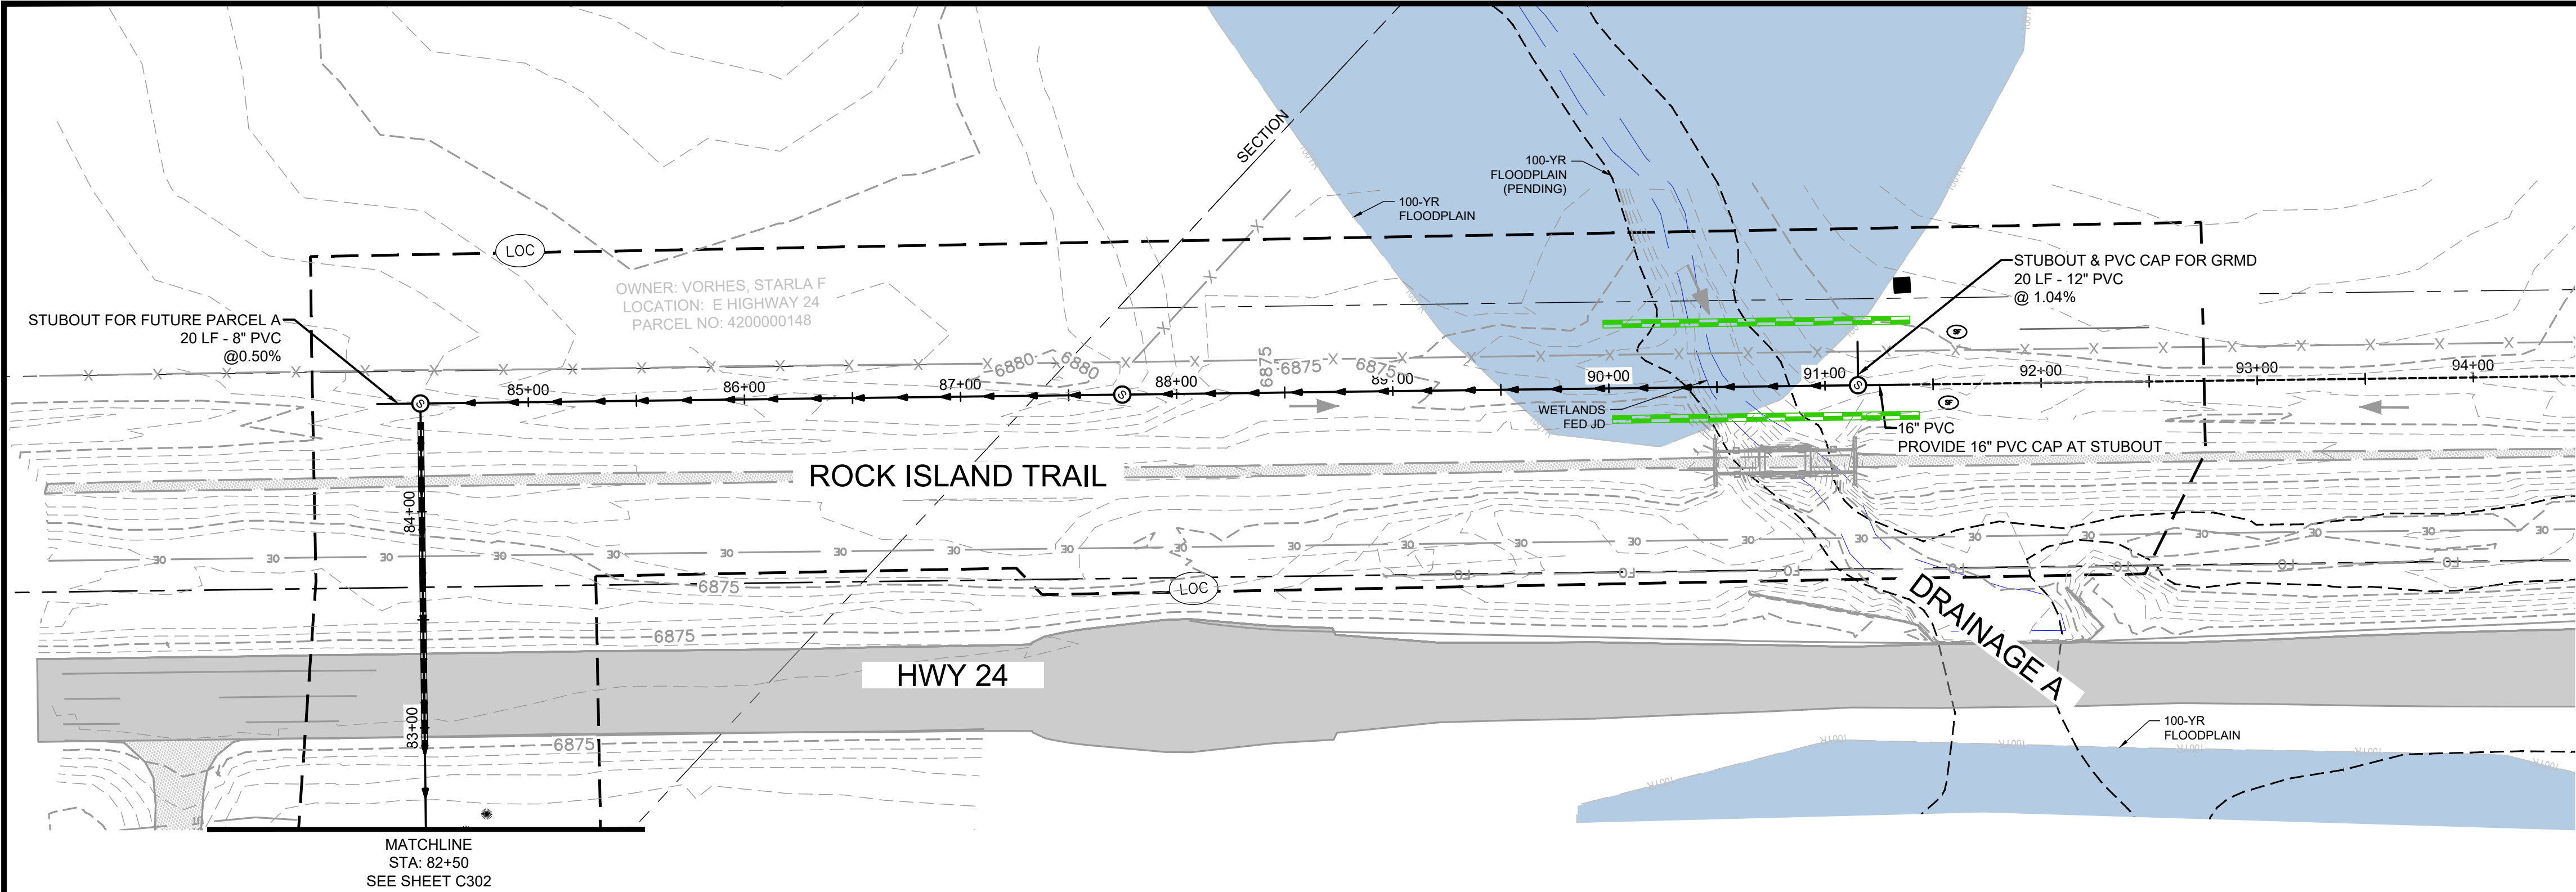 SECTION
100-YR
FLOODPLAIN
(PENDING)
100-YR
FLOODPLAIN
LOC
OWNER: VORHES, STARLA F
LOCATION:  E HIGHWAY 24
PARCEL NO: 4200000148
STUBOUT FOR FUTURE PARCEL A
20 LF - 8" PVC
@0.50%
STUBOUT & PVC CAP FOR GRMD
20 LF - 12" PVC
@ 1.04%
SF
6880
6880
6875
6875
6875
85+00
86+00
87+00
88+00
89+00
90+00
91+00
92+00
93+00
94+00
S
S
S
WETLANDS
FED JD
SF
16" PVC
PROVIDE 16" PVC CAP AT STUBOUT
ROCK ISLAND TRAIL
84+00
6875
LOC
6875
DRAINAGE A
HWY 24
83+00
6875
100-YR
FLOODPLAIN
MATCHLINE
STA: 82+50
SEE SHEET C302